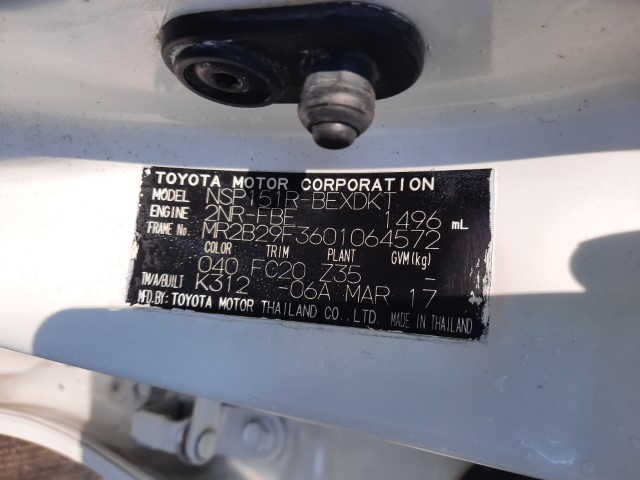 TOYOTA MOTOR CORPORATION
MODEL NSP151R-BEXDKT
ENGINE 2NR-FBE 1496 mL
FRAME No. MR2B29F3601064572
COLOR TRIM PLANT GVM(kg)
040 FC20 Z35 –
TM/A/BUILT K312 -06A MAR 17
MFD.BY: TOYOTA MOTOR THAILAND CO.,LTD. MADE IN THAILAND